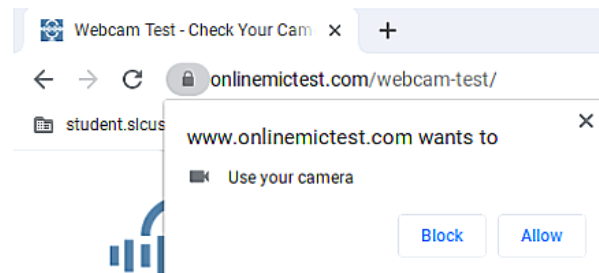 Webcam Test - Check Your Cam
onlinemictest.com/webcam-test/
student.slcus
www.onlinemictest.com wants to
Use your camera
Block Allow